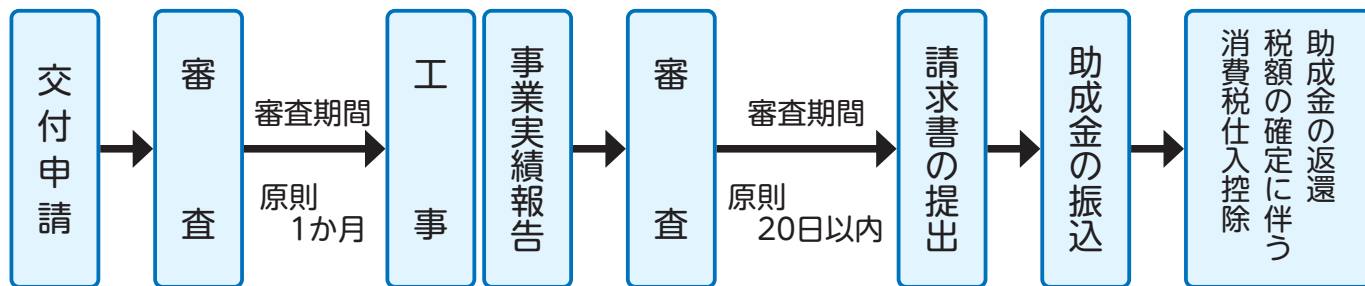 交付申請
審査
審査期間
原則
1か月
工事
事業実績報告
審査
審査期間
原則
20日以内
請求書の提出
助成金の振込
消費税仕入控除
税額の確定に伴う
助成金の返還